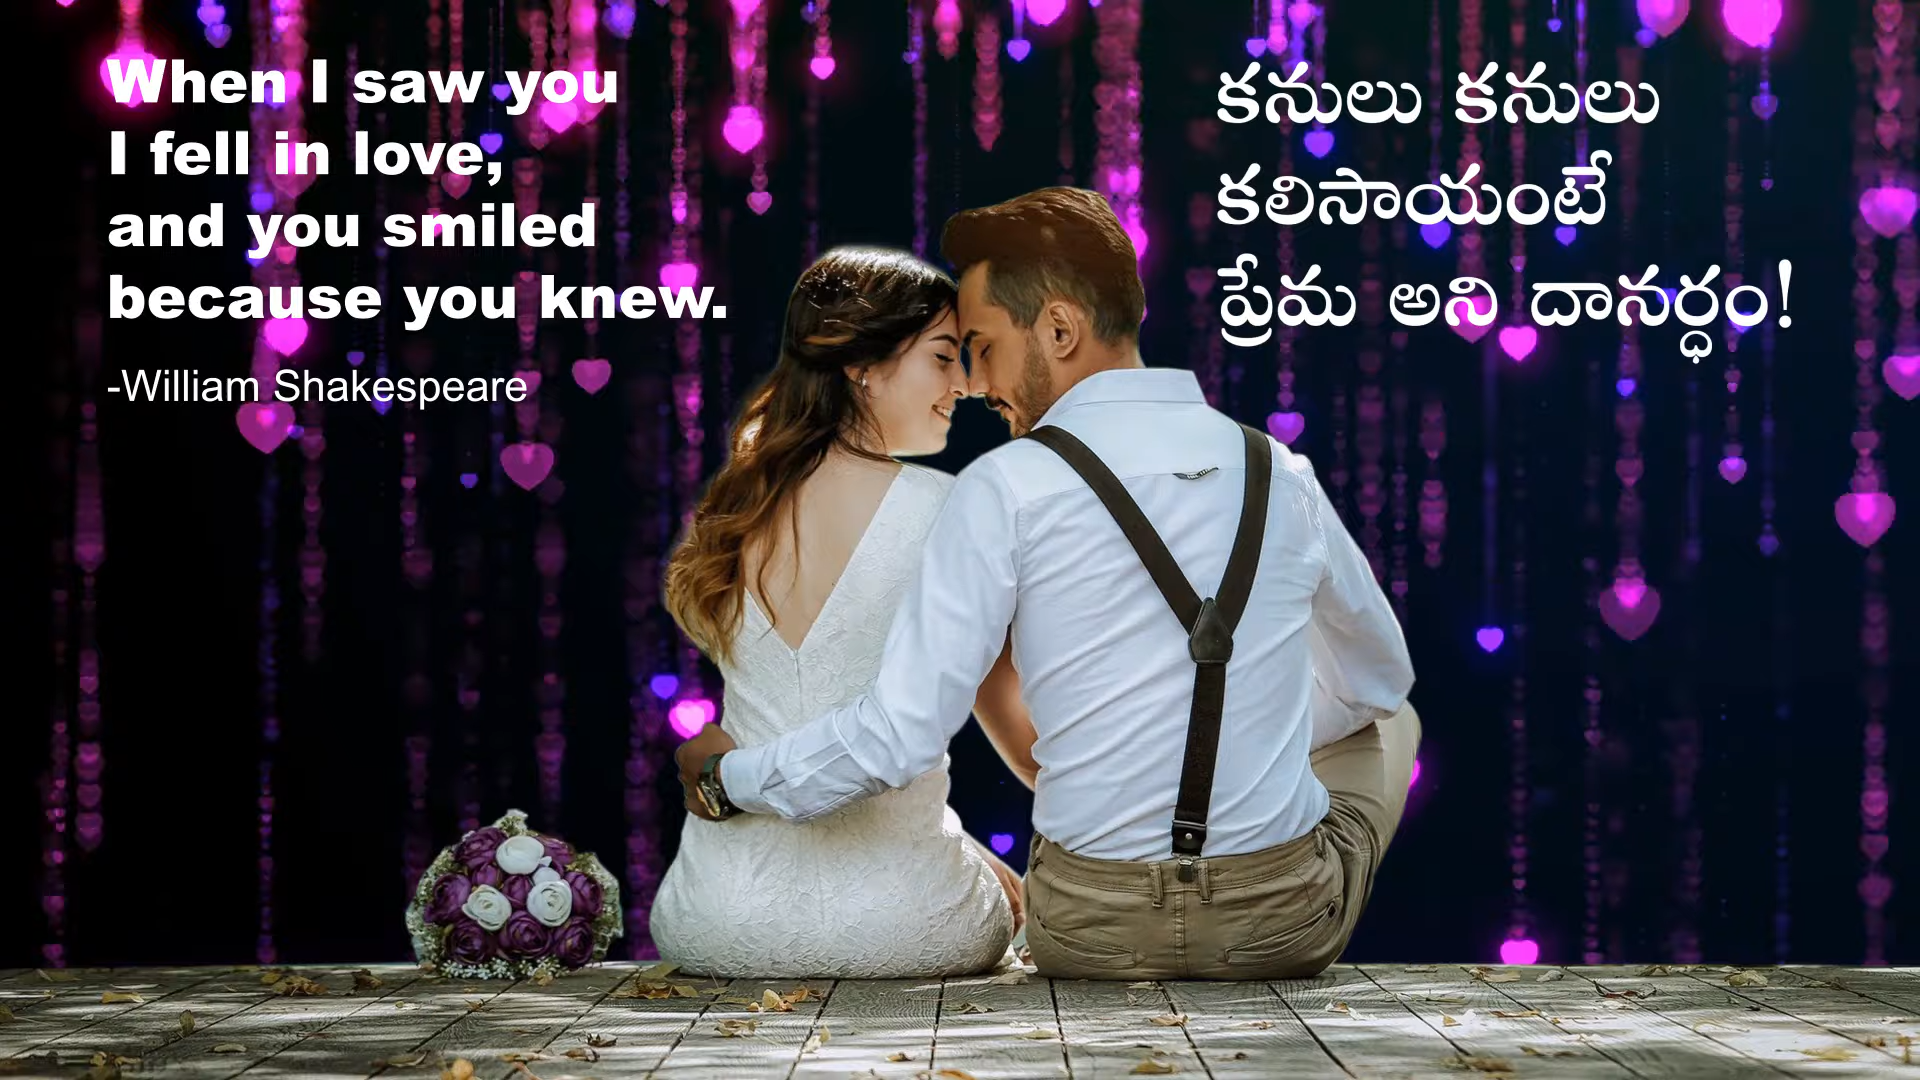 When I saw you
I fell in love,
and you smiled
because you knew.
-William Shakespeare
కనులు కనులు
కలిసాయంటే
ప్రేమ అని దానర్ధం!